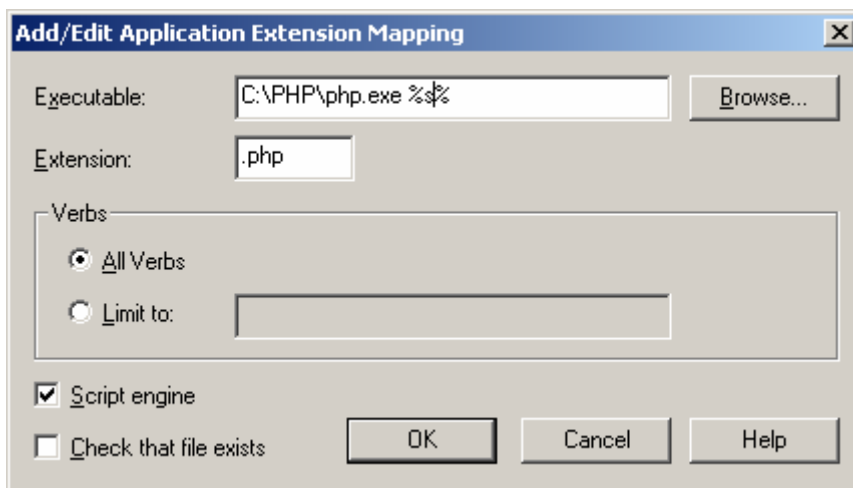 Add/Edit Application Extension Mapping
Executable: C:\PHP\php.exe %s% Browse...
Extension: .php
Verbs
All Verbs
Limit to:
Script engine
Check that file exists OK Cancel Help